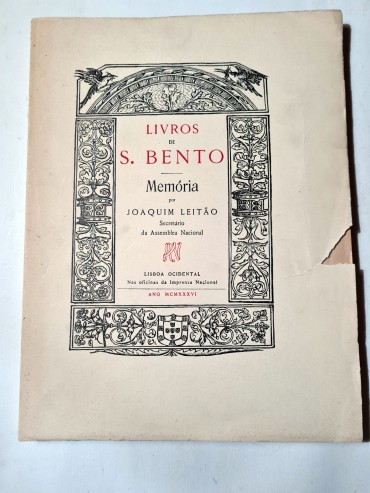 LIVROS
DE
S. BENTO
Memória
por
JOAQUIM LEITÃO
Secretário
da Assemblea Nacional
LISBOA OCIDENTAL
Nas oficinas da Imprensa Nacional
ANO MCMXXXVI